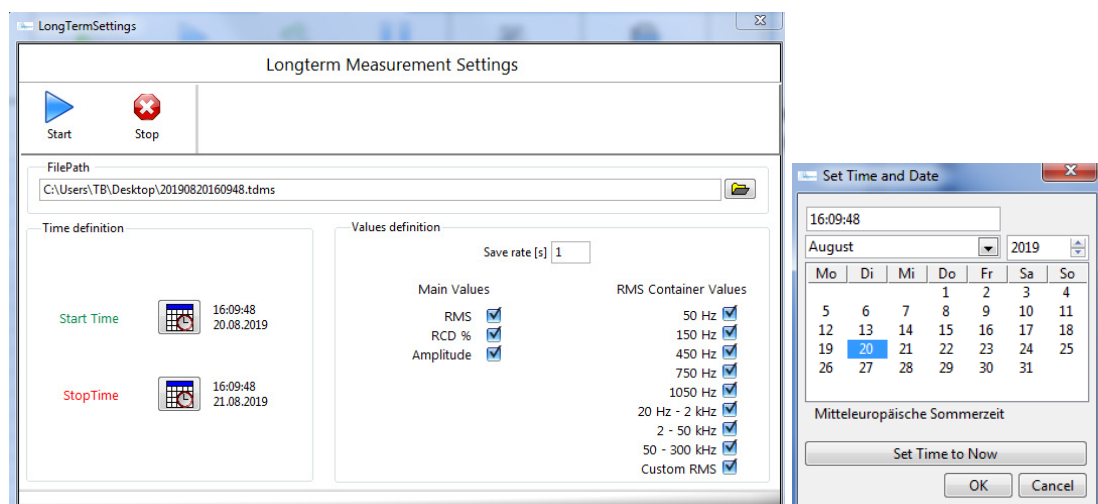 LongTermSettings
Longterm Measurement Settings
Start Stop
FilePath
C:\Users\TB\Desktop\20190820160948.tdms
Time definition
Start Time
16:09:48
20.08.2019
StopTime
16:09:48
21.08.2019
Values definition
Save rate [s] 1
Main Values
RMS
RCD %
Amplitude
RMS Container Values
50 Hz
150 Hz
450 Hz
750 Hz
1050 Hz
20 Hz - 2 kHz
2 - 50 kHz
50 - 300 kHz
Custom RMS
Set Time and Date
16:09:48
August 2019
Mo Di Mi Do Fr Sa So
1 2 3 4
5 6 7 8 9 10 11
12 13 14 15 16 17 18
19 20 21 22 23 24 25
26 27 28 29 30 31
Mitteleuropäische Sommerzeit
Set Time to Now
OK Cancel